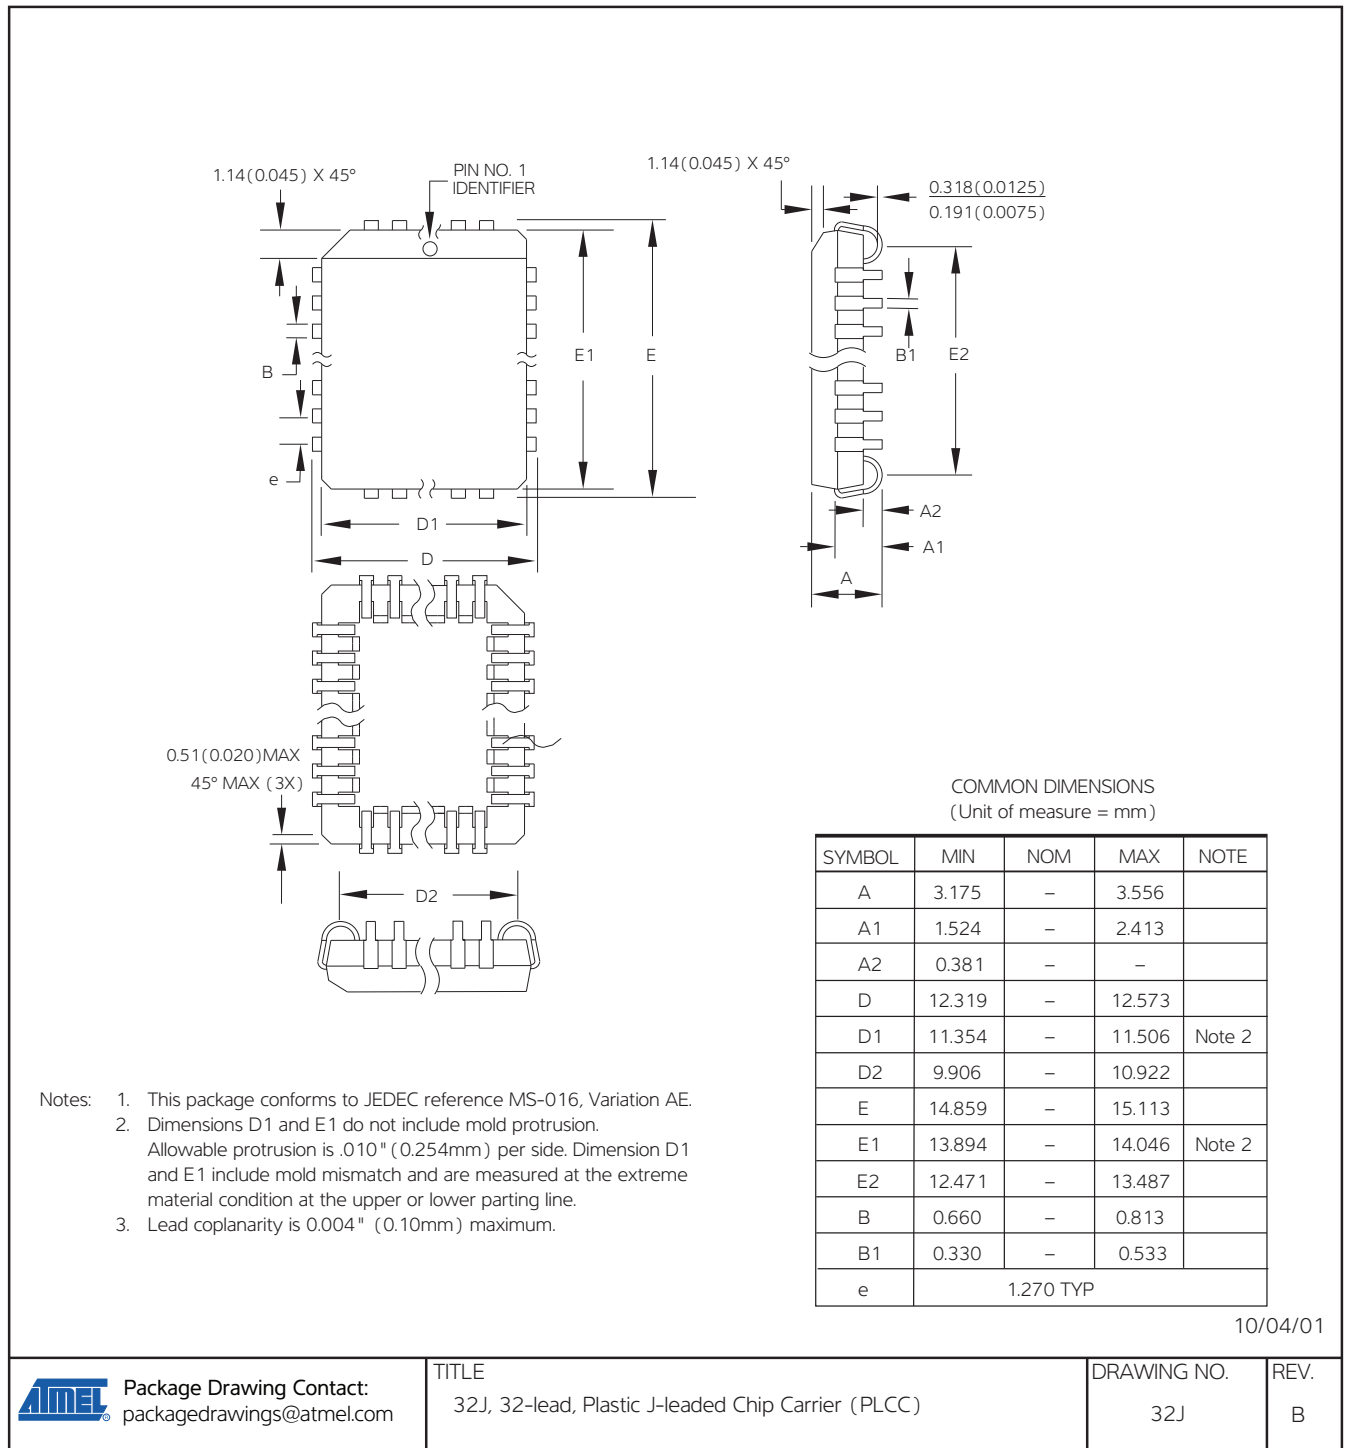 1.14(0.045) X 45°
PIN NO. 1
IDENTIFIER
1.14(0.045) X 45°
0.318(0.0125)
0.191(0.0075)
B
e
E1
E
B1
E2
D1
D
A2
A1
A
0.51(0.020)MAX
45° MAX (3X)
D2
COMMON DIMENSIONS
(Unit of measure = mm)
SYMBOL MIN NOM MAX NOTE
A 3.175 – 3.556
A1 1.524 – 2.413
A2 0.381 – –
D 12.319 – 12.573
D1 11.354 – 11.506 Note 2
D2 9.906 – 10.922
E 14.859 – 15.113
E1 13.894 – 14.046 Note 2
E2 12.471 – 13.487
B 0.660 – 0.813
B1 0.330 – 0.533
e 1.270 TYP
Notes: 1. This package conforms to JEDEC reference MS-016, Variation AE.
2. Dimensions D1 and E1 do not include mold protrusion.
Allowable protrusion is .010"(0.254mm) per side. Dimension D1
and E1 include mold mismatch and are measured at the extreme
material condition at the upper or lower parting line.
3. Lead coplanarity is 0.004" (0.10mm) maximum.
10/04/01
ATMEL ®
Package Drawing Contact:
packagedrawings@atmel.com
TITLE
32J, 32-lead, Plastic J-leaded Chip Carrier (PLCC)
DRAWING NO.
32J
REV.
B